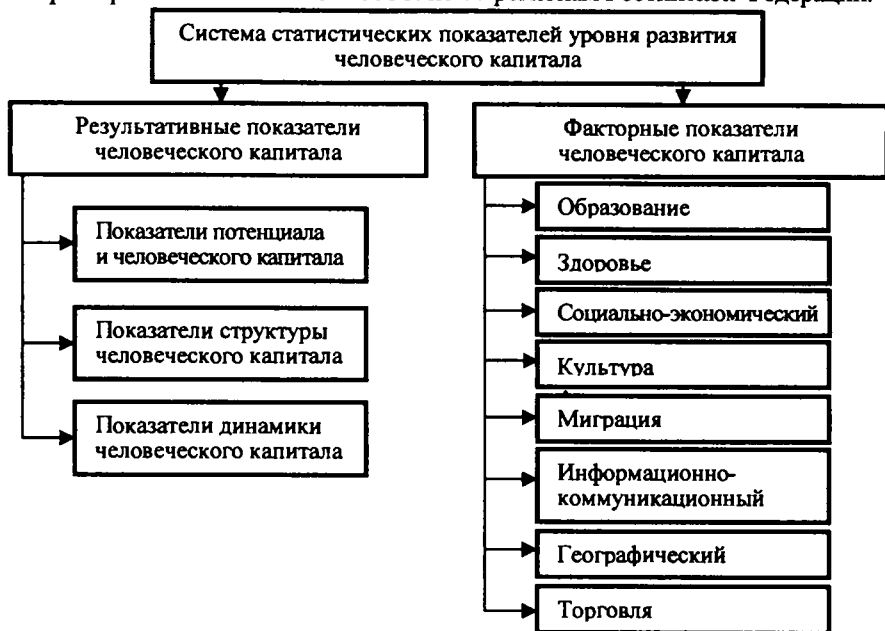 Федерации.
Система статистических показателей уровня развития
человеческого капитала
Результативные показатели
человеческого капитала
Показатели потенциала
и человеческого капитала
Показатели структуры
человеческого капитала
Показатели динамики
человеческого капитала
Факторные показатели
человеческого капитала
Образование
Здоровье
Социально-экономический
Культура
Миграция
Информационно-
коммуникационный
Географический
Торговля